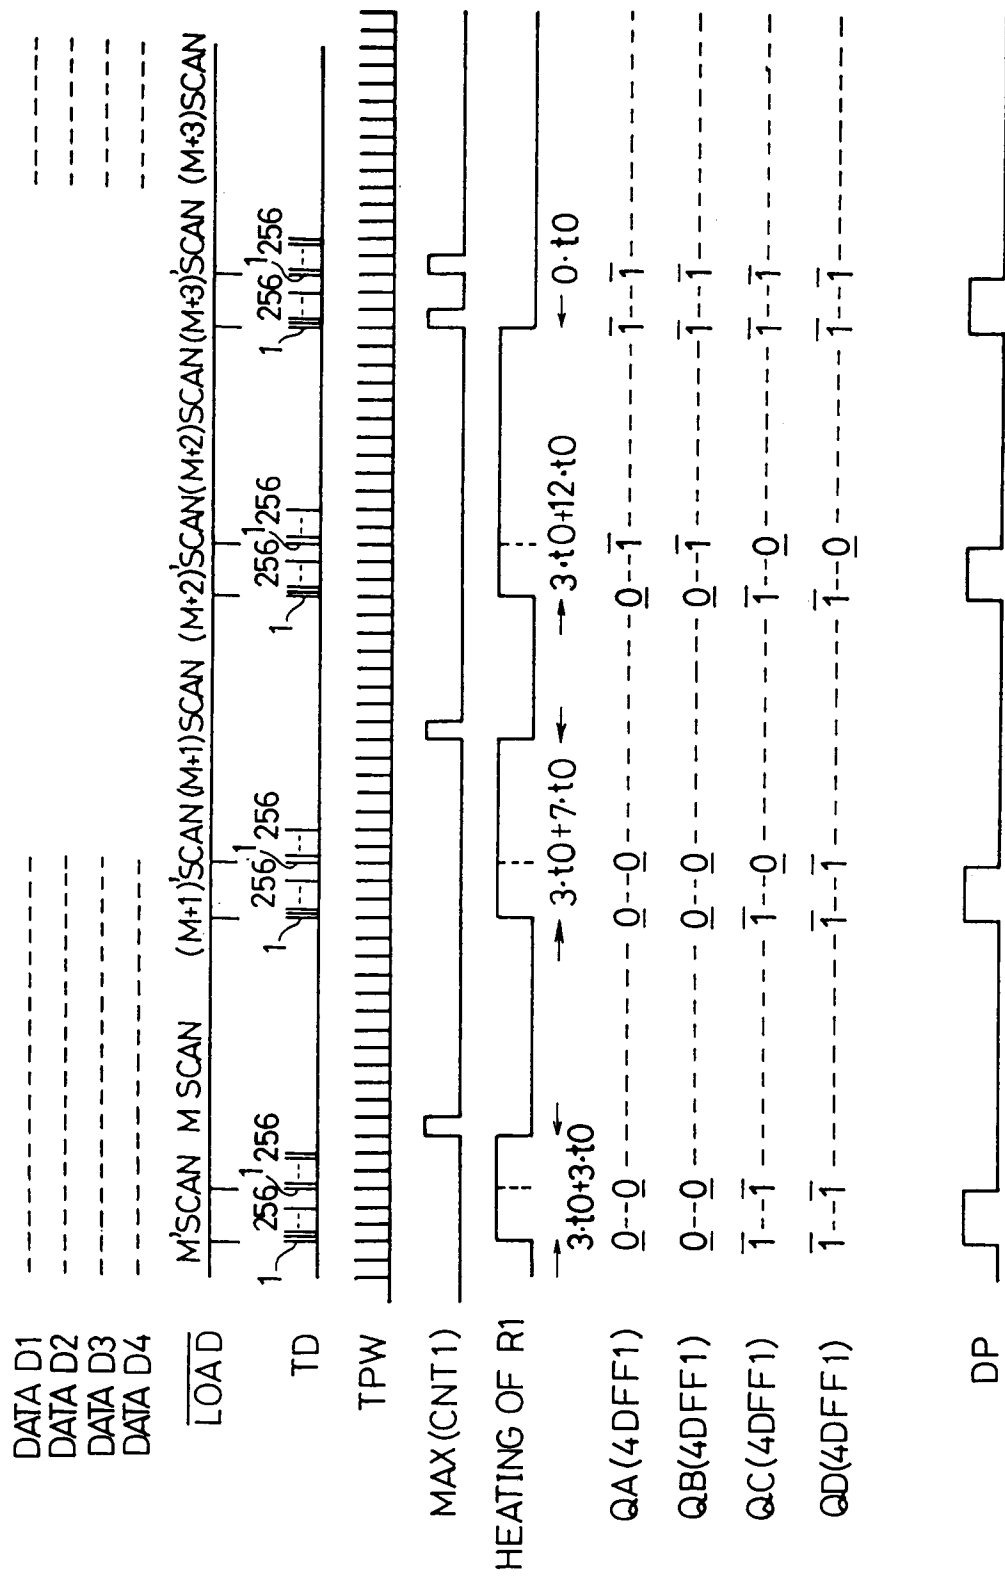 DATA D1
DATA D2
DATA D3
DATA D4
LOAD M'SCAN M SCAN (M+1)'SCAN (M+1)SCAN (M+2)'SCAN (M+2)SCAN (M+3)'SCAN (M+3)SCAN
TD 1 256 1 256 1 256 1 256 1 256 1 256 1 256 1 256
TPW
MAX(CNT1)
HEATING OF R1
3·t0+3·t0 3·t0+7·t0 3·t0+12·t0 0·t0
QA(4DFF1) 0 0 0 0 0 1 1 1
QB(4DFF1) 0 0 0 0 0 1 1 1
QC(4DFF1) 1 1 1 0 1 0 1 1
QD(4DFF1) 1 1 1 1 1 0 1 1
DP